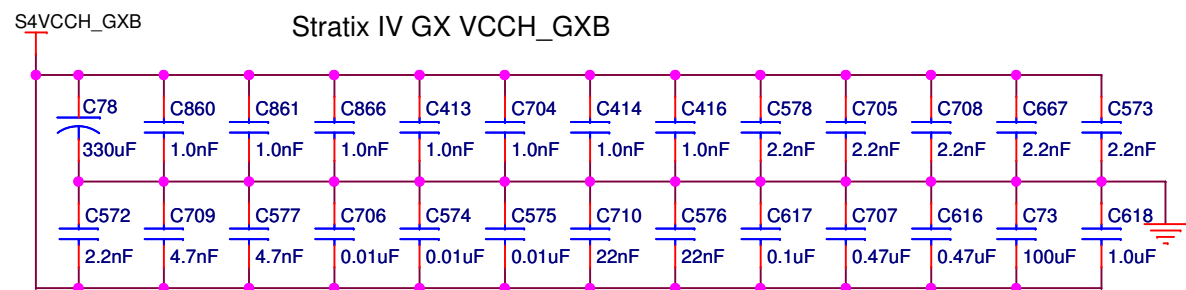 S4VCCH_GXB Stratix IV GX VCCH_GXB
C78 C860 C861 C866 C413 C704 C414 C416 C578 C705 C708 C667 C573
330uF 1.0nF 1.0nF 1.0nF 1.0nF 1.0nF 1.0nF 1.0nF 2.2nF 2.2nF 2.2nF 2.2nF 2.2nF
C572 C709 C577 C706 C574 C575 C710 C576 C617 C707 C616 C73 C618
2.2nF 4.7nF 4.7nF 0.01uF 0.01uF 0.01uF 22nF 22nF 0.1uF 0.47uF 0.47uF 100uF 1.0uF